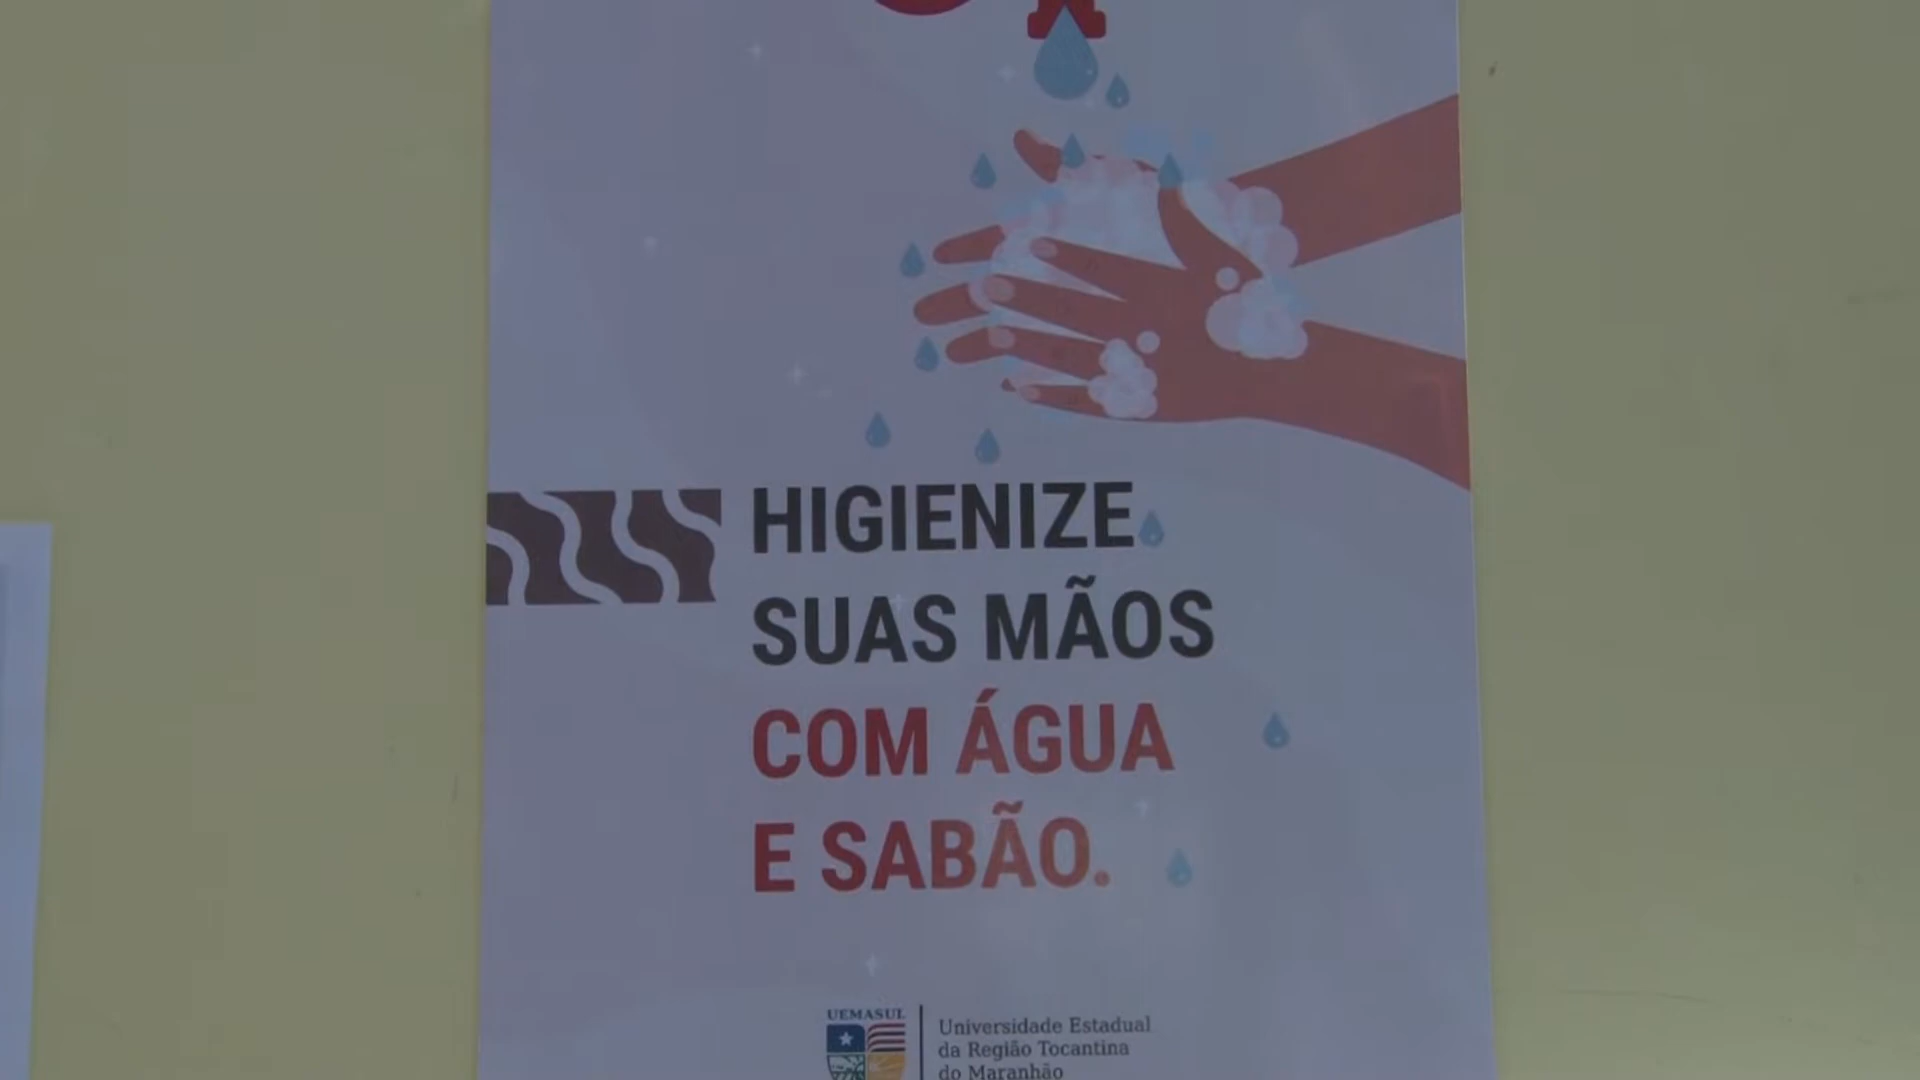 HIGIENIZE
SUAS MÃOS
COM ÁGUA
E SABÃO.
UEMASUL
Universidade Estadual
da Região Tocantina
do Maranhão